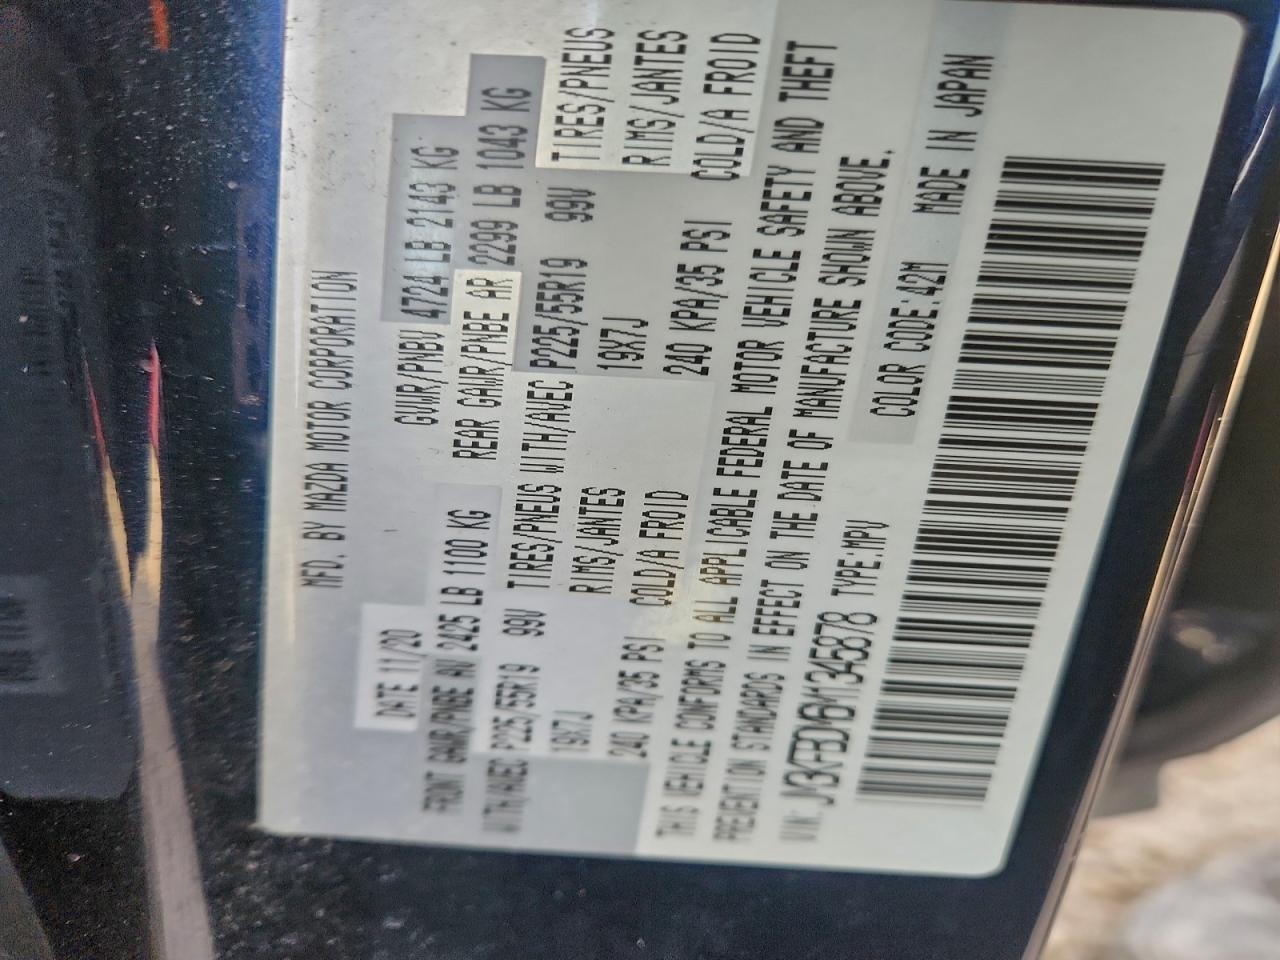 MFD. BY MAZDA MOTOR CORPORATION
DATE 11/20 GVWR/PNBV 4724 LB 2143 KG
FRONT GAWR/PNBE AV 2425 LB 1100 KG REAR GAWR/PNBE AR 2299 LB 1043 KG
WITH/AVEC P225/55R19 99V TIRES/PNEUS WITH/AVEC P225/55R19 99V TIRES/PNEUS
19X7J RIMS/JANTES 19X7J RIMS/JANTES
240 KPA/35 PSI COLD/A FROID 240 KPA/35 PSI COLD/A FROID
THIS VEHICLE CONFORMS TO ALL APPLICABLE FEDERAL MOTOR VEHICLE SAFETY AND THEFT
PREVENTION STANDARDS IN EFFECT ON THE DATE OF MANUFACTURE SHOWN ABOVE.
VIN: JM3KFBDY6M1345878 TYPE:MPV COLOR CODE:42M MADE IN JAPAN